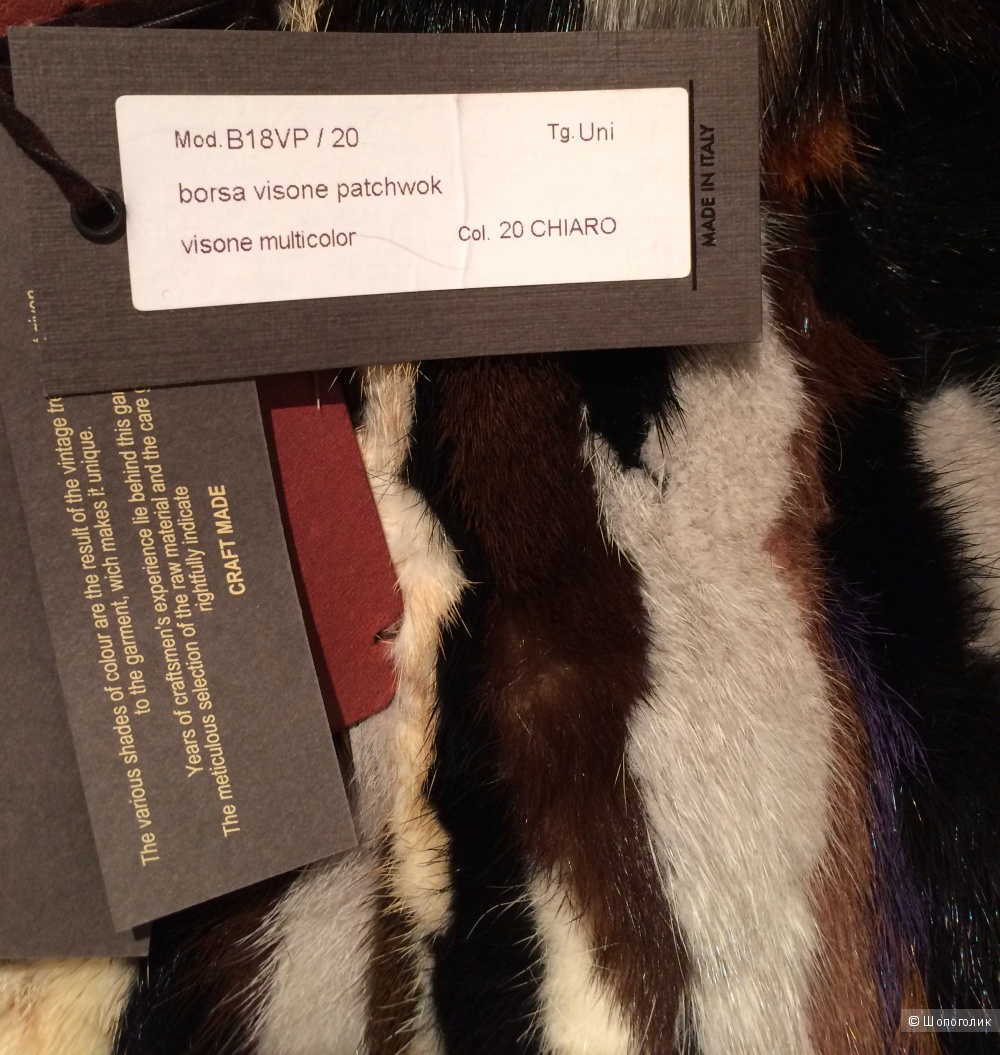 Mod. B18VP / 20 Tg. Uni
borsa visone patchwok
visone multicolor Col. 20 CHIARO
MADE IN ITALY
The various shades of colour are the result of the vintage
to the garment, wich makes it unique.
Years of craftsmen's experience lie behind this
The meticulous selection of the raw material and the care
rightfully indicate
CRAFT MADE
© Шопоголик